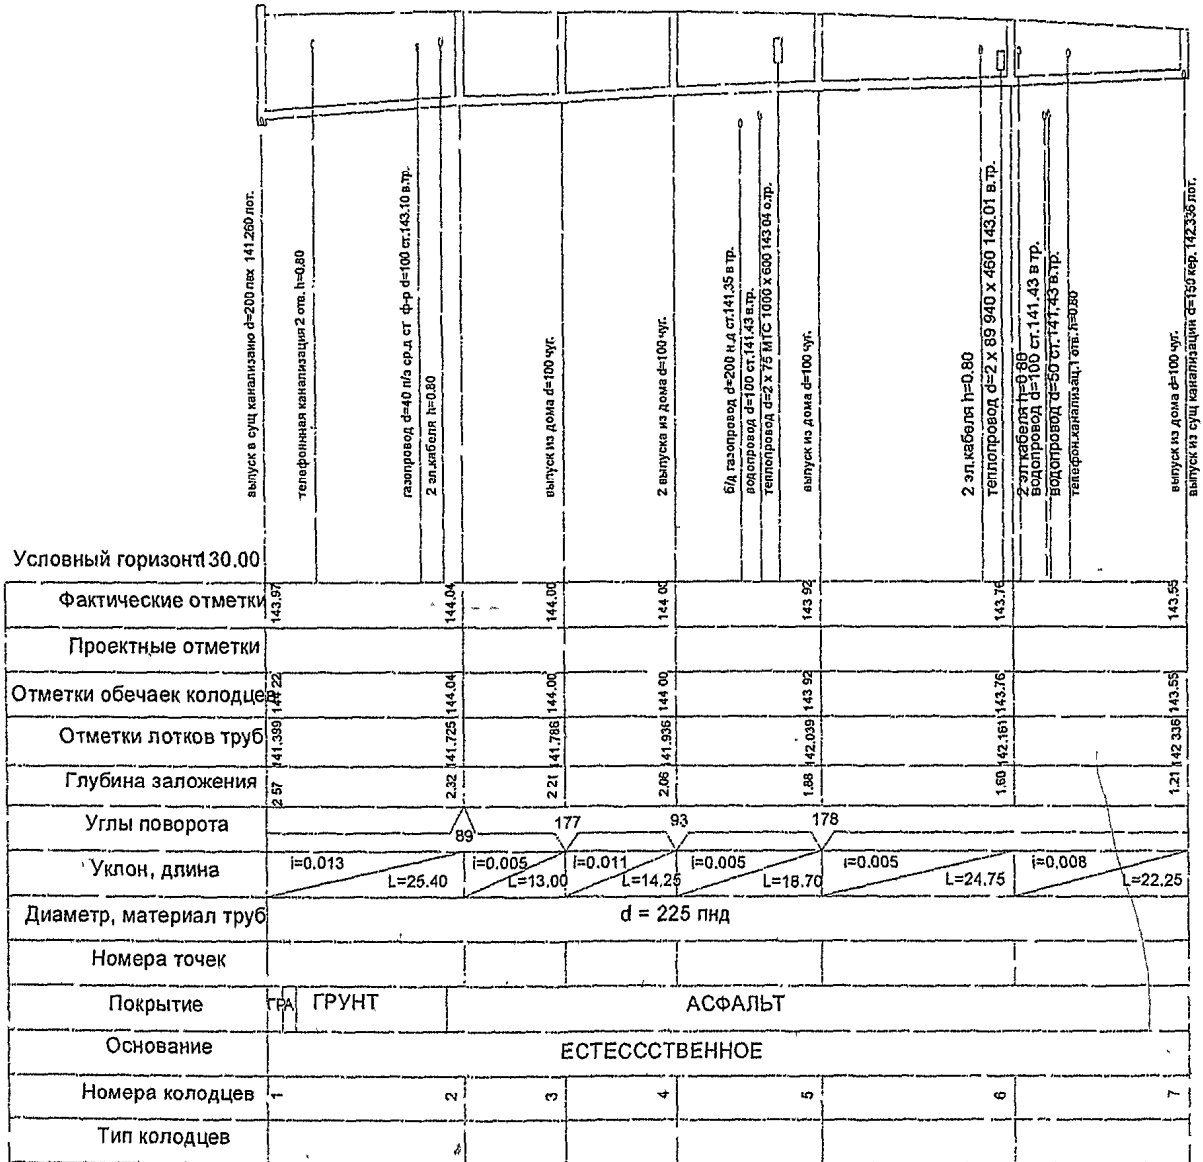 выпуск в сущ канализаию d=200 пвх 141.260 лот.
телефоннная канализация 2 отв. h=0.80
газопровод d=40 п/э ср.д ст ф-р d=100 ст.143.10 в.тр.
2 эл.кабеля h=0.80
выпуск из дома d=100 чуг.
2 выпуска из дома d=100 чуг.
б/д газопровод d=200 н.д ст.141.35 в тр.
водопровод d=100 ст.141.43 в.тр.
теплопровод d=2 x 75 МТС 1000 x 600 143 04 о.тр.
выпуск из дома d=100 чуг.
2 эл.кабеля h=0.80
теплопровод d=2 x 89 940 x 460 143.01 в.тр.
2 эл кабеля h=0 80
водопровод d=100 ст.141.43 в тр.
водопровод d=50 ст.141.43 в.тр.
телефон.канализац.1 отв. h=0.80
выпуск из дома d=100 чуг.
выпуск из сущ канализации d=150 кер. 142.336 лот.
Условный горизонт 130.00
Фактические отметки 143.97 144.04 144.00 144 00 143 92 143.76 143.55
Проектные отметки
Отметки обечаек колодцев 144.22 144.04 144.00 144 00 143 92 143.76 143.55
Отметки лотков труб 141.399 141.725 141.786 141.936 142.039 142.161 142 336
Глубина заложения 2 57 2.32 2 21 2.06 1.88 1.60 1.21
Углы поворота 89 177 93 178
Уклон, длина i=0.013 L=25.40 i=0.005 L=13.00 i=0.011 L=14.25 i=0.005 L=18.70 i=0.005 L=24.75 i=0,008 L=22.25
Диаметр, материал труб d = 225 пнд
Номера точек
Покрытие ГРА ГРУНТ АСФАЛЬТ
Основание ЕСТЕСССТВЕННОЕ
Номера колодцев 1 2 3 4 5 6 7
Тип колодцев